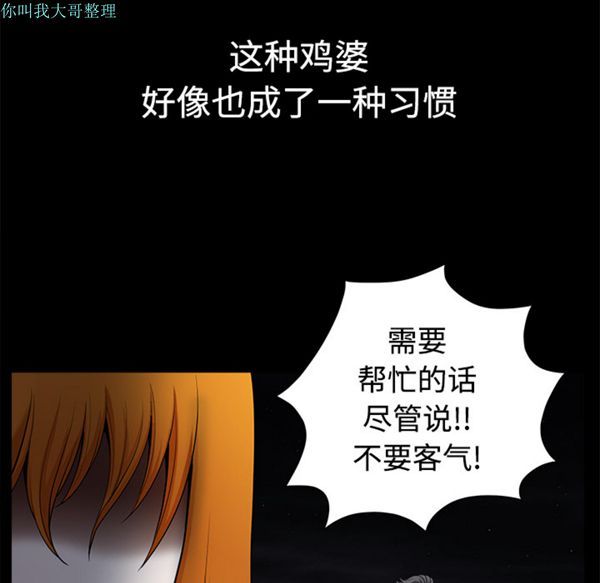 你叫我大哥整理
这种鸡婆
好像也成了一种习惯
需要
帮忙的话
尽管说!!
不要客气!